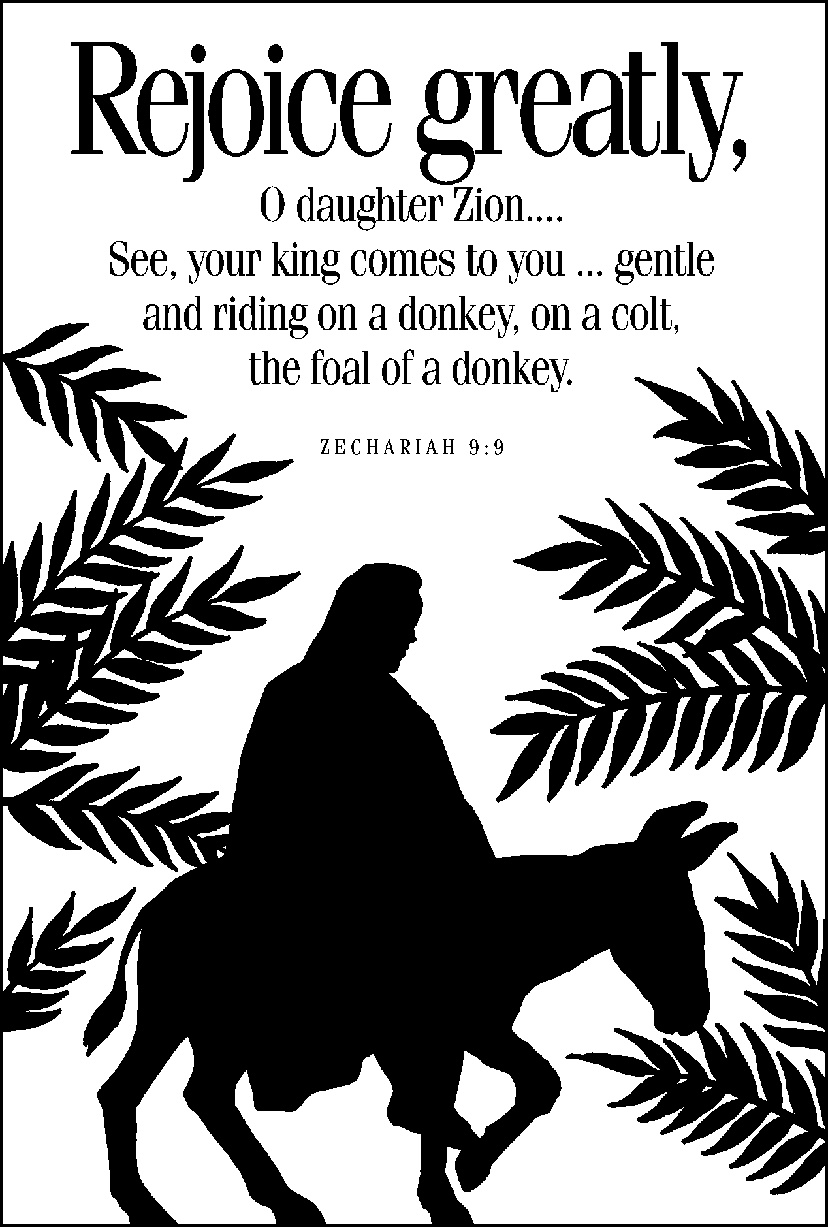 Rejoice greatly,
O daughter Zion....
See, your king comes to you ... gentle
and riding on a donkey, on a colt,
the foal of a donkey.
ZECHARIAH 9:9